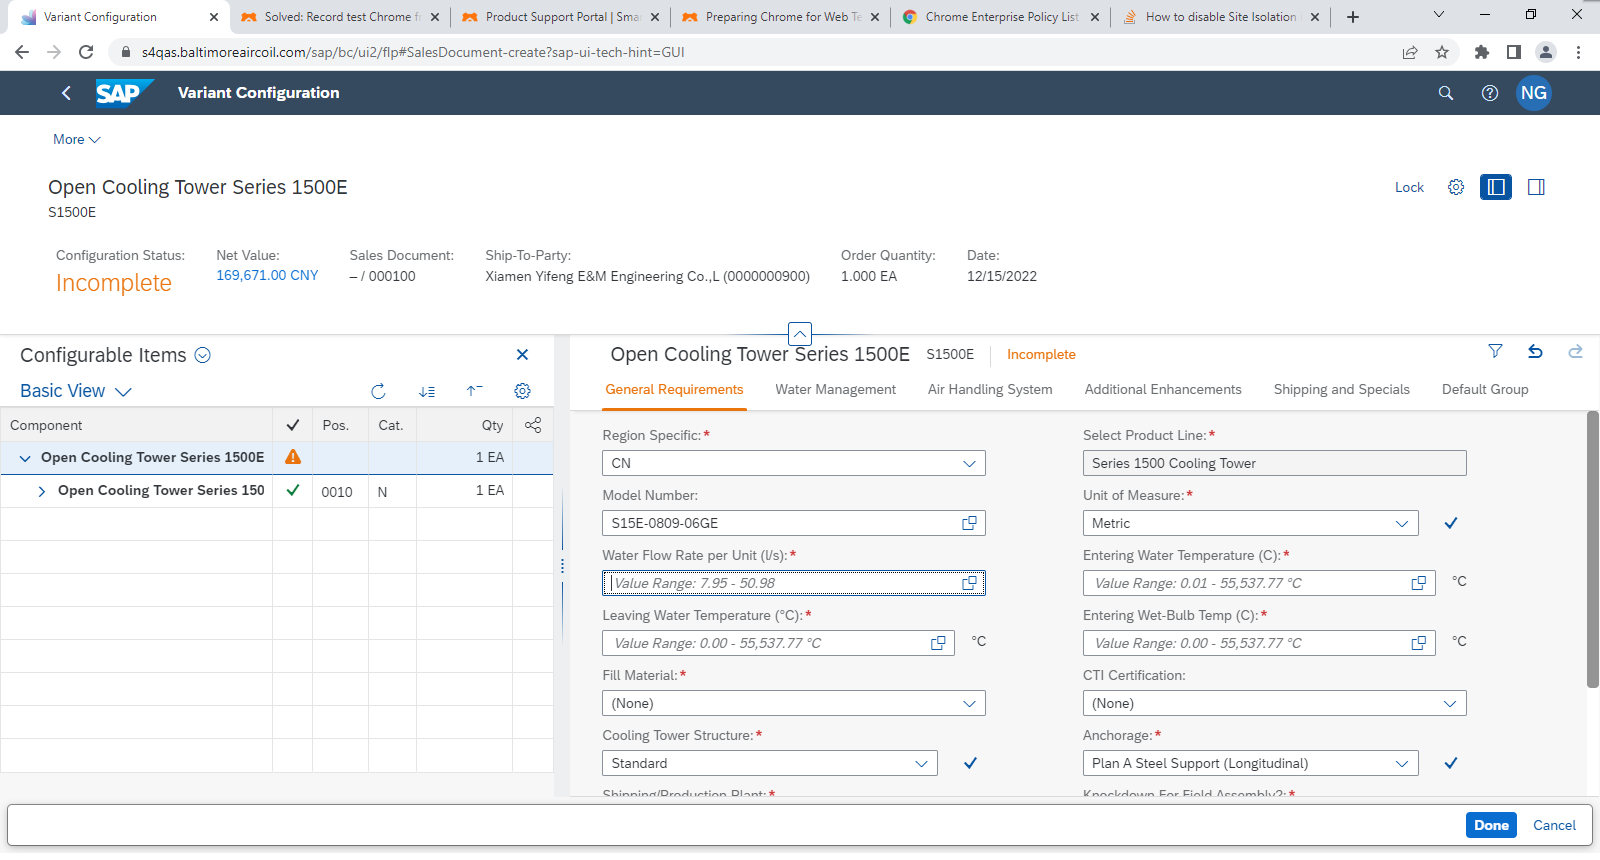 Variant Configuration
Solved: Record test Chrome f
Product Support Portal | Sma
Preparing Chrome for Web Te
Chrome Enterprise Policy List
How to disable Site Isolation
s4qas.baltimoreaircoil.com/sap/bc/ui2/flp#SalesDocument-create?sap-ui-tech-hint=GUI
SAP
Variant Configuration
NG
More
Open Cooling Tower Series 1500E
Lock
S1500E
Configuration Status:
Incomplete
Net Value:
169,671.00 CNY
Sales Document:
– / 000100
Ship-To-Party:
Xiamen Yifeng E&M Engineering Co.,L (0000000900)
Order Quantity:
1.000 EA
Date:
12/15/2022
Configurable Items
Basic View
Component Pos. Cat. Qty
Open Cooling Tower Series 1500E 1 EA
Open Cooling Tower Series 150 0010 N 1 EA
Open Cooling Tower Series 1500E S1500E Incomplete
General Requirements Water Management Air Handling System Additional Enhancements Shipping and Specials Default Group
Region Specific:*
CN
Select Product Line:*
Series 1500 Cooling Tower
Model Number:
S15E-0809-06GE
Unit of Measure:*
Metric
Water Flow Rate per Unit (l/s):*
Value Range: 7.95 - 50.98
Entering Water Temperature (C):*
Value Range: 0.01 - 55,537.77 °C
°C
Leaving Water Temperature (°C):*
Value Range: 0.00 - 55,537.77 °C
°C
Entering Wet-Bulb Temp (C):*
Value Range: 0.00 - 55,537.77 °C
°C
Fill Material:*
(None)
CTI Certification:
(None)
Cooling Tower Structure:*
Standard
Anchorage:*
Plan A Steel Support (Longitudinal)
Shipping/Production Plant:*
Knockdown For Field Assembly?:*
Done
Cancel